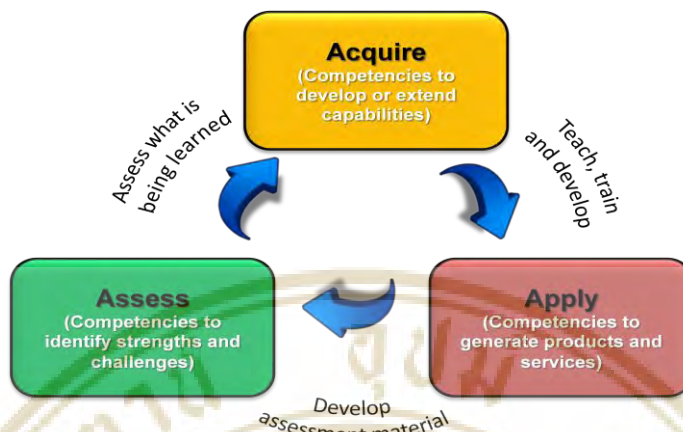 Acquire
(Competencies to
develop or extend
capabilities)
Assess what is
being learned
Teach, train
and develop
Assess
(Competencies to
identify strengths and
challenges)
Apply
(Competencies to
generate products and
services)
Develop
assessment material